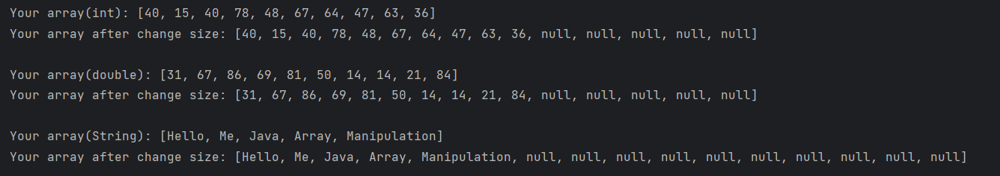 Your array(int): [40, 15, 40, 78, 48, 67, 64, 47, 63, 36]
Your array after change size: [40, 15, 40, 78, 48, 67, 64, 47, 63, 36, null, null, null, null, null]
Your array(double): [31, 67, 86, 69, 81, 50, 14, 14, 21, 84]
Your array after change size: [31, 67, 86, 69, 81, 50, 14, 14, 21, 84, null, null, null, null, null]
Your array(String): [Hello, Me, Java, Array, Manipulation]
Your array after change size: [Hello, Me, Java, Array, Manipulation, null, null, null, null, null, null, null, null, null, null]